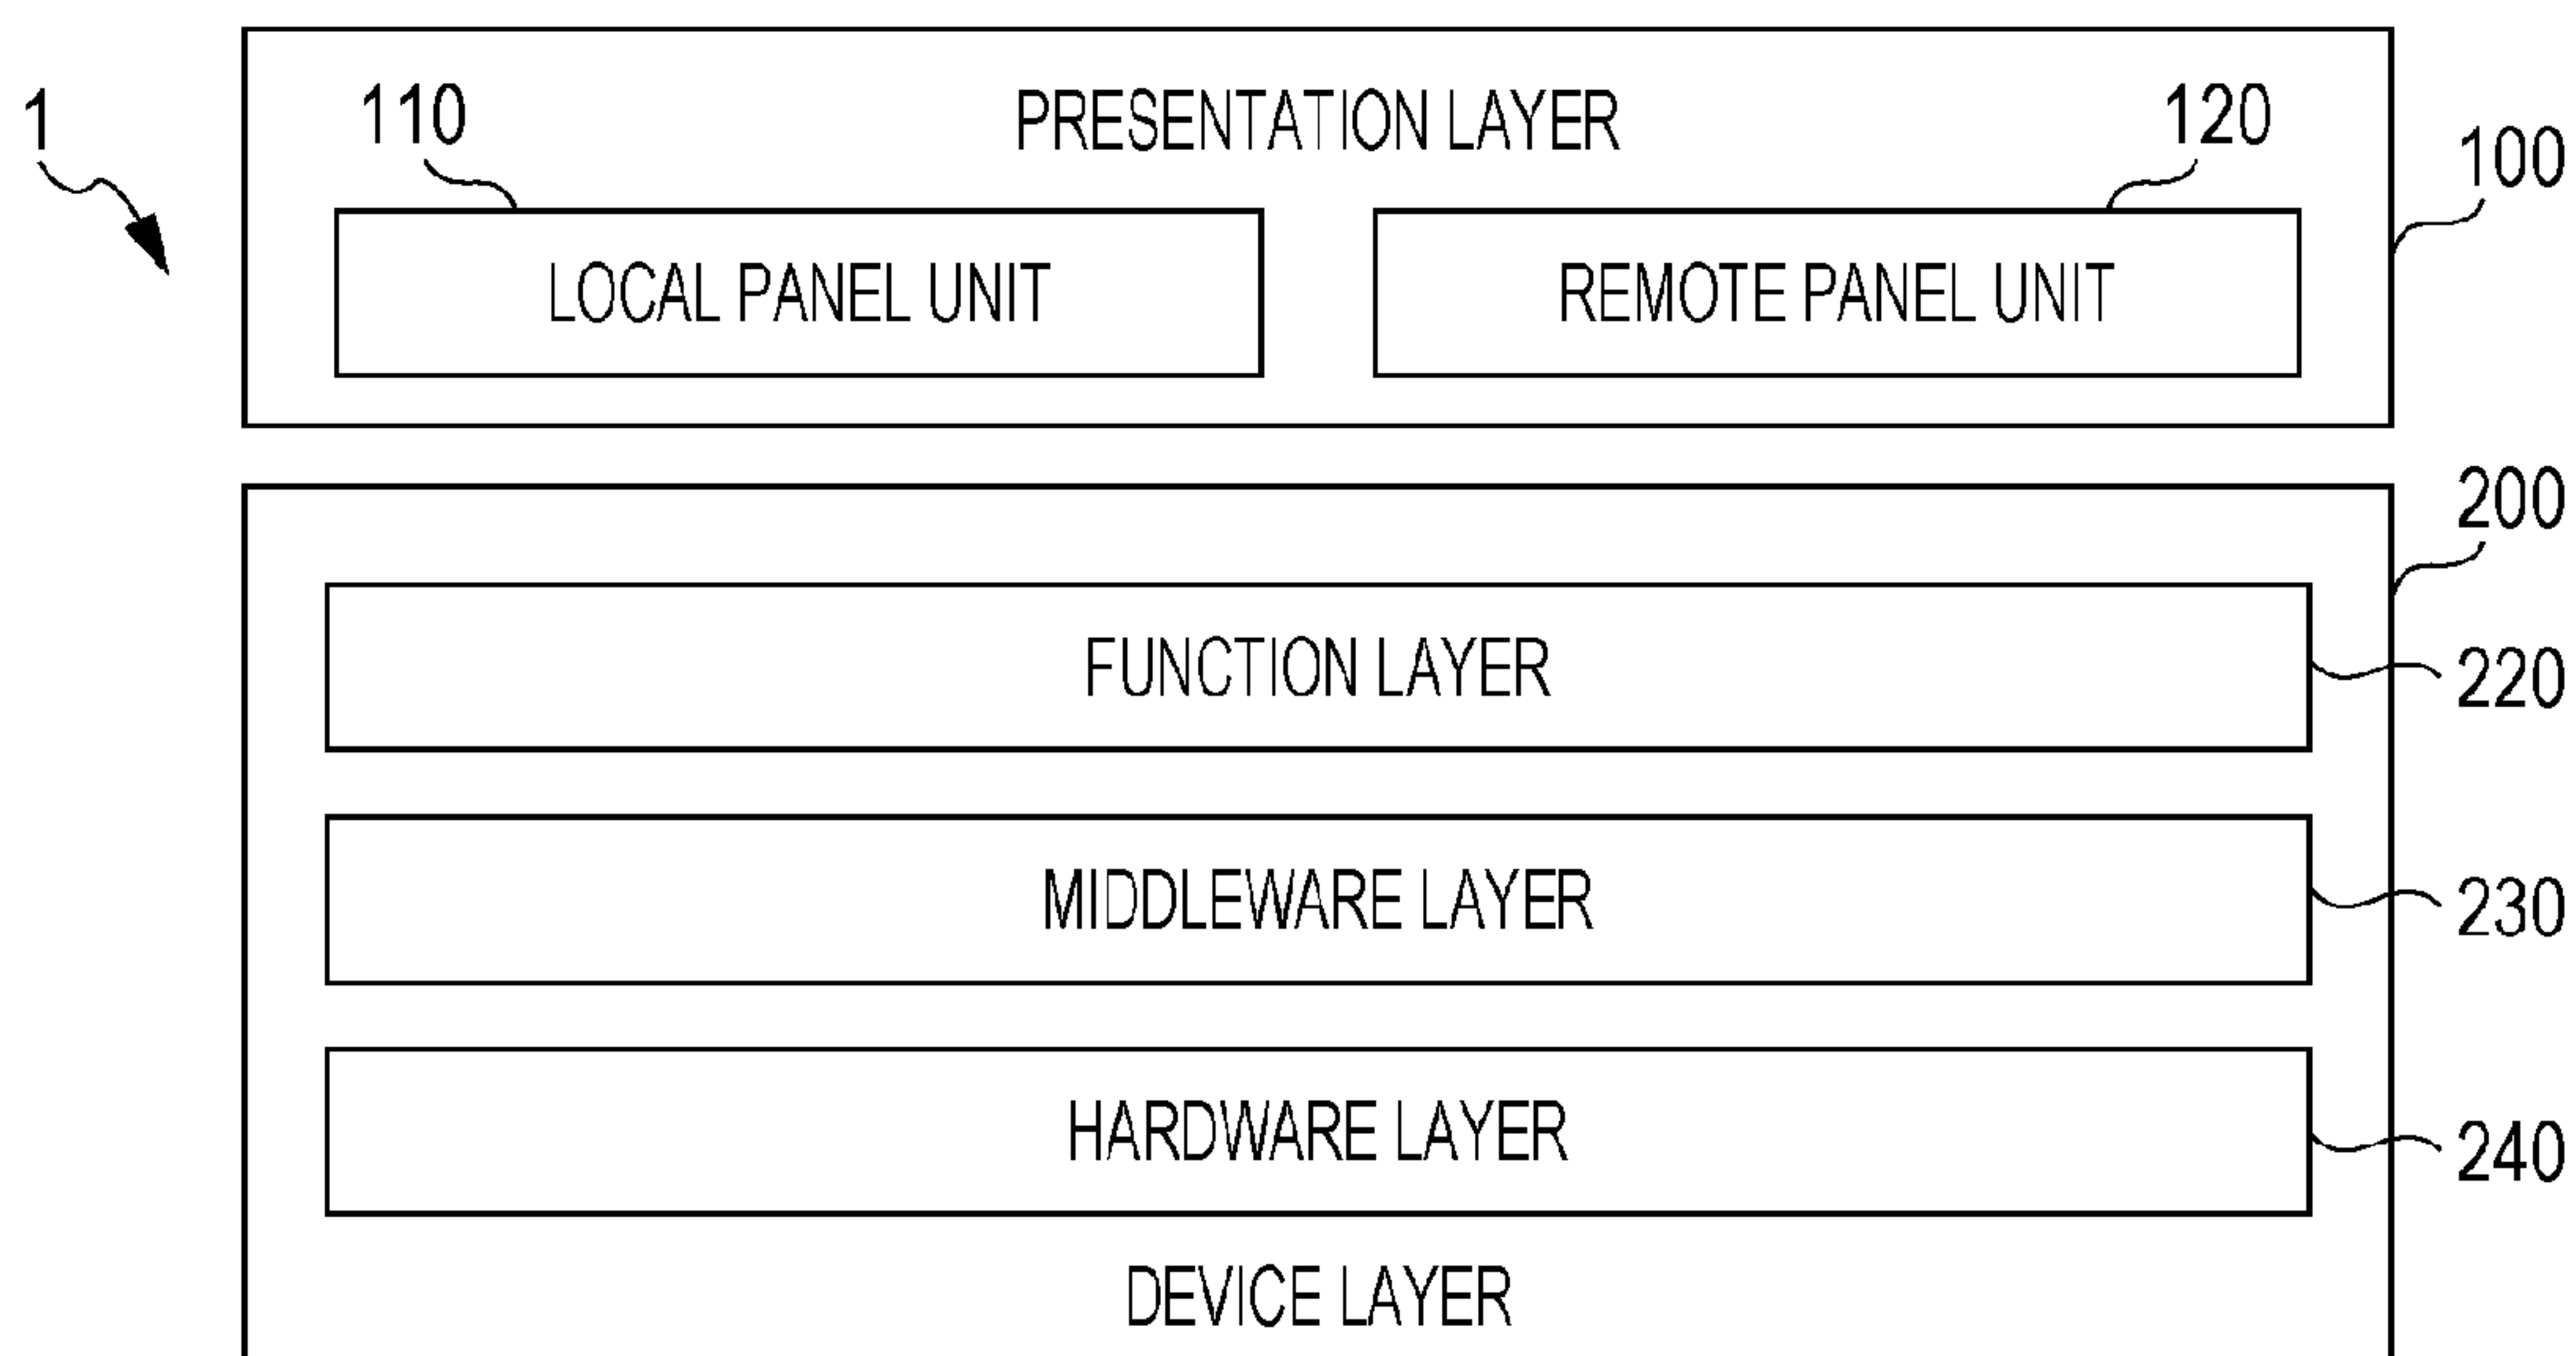 1
110
PRESENTATION LAYER
120
100
LOCAL PANEL UNIT
REMOTE PANEL UNIT
200
FUNCTION LAYER
220
MIDDLEWARE LAYER
230
HARDWARE LAYER
240
DEVICE LAYER